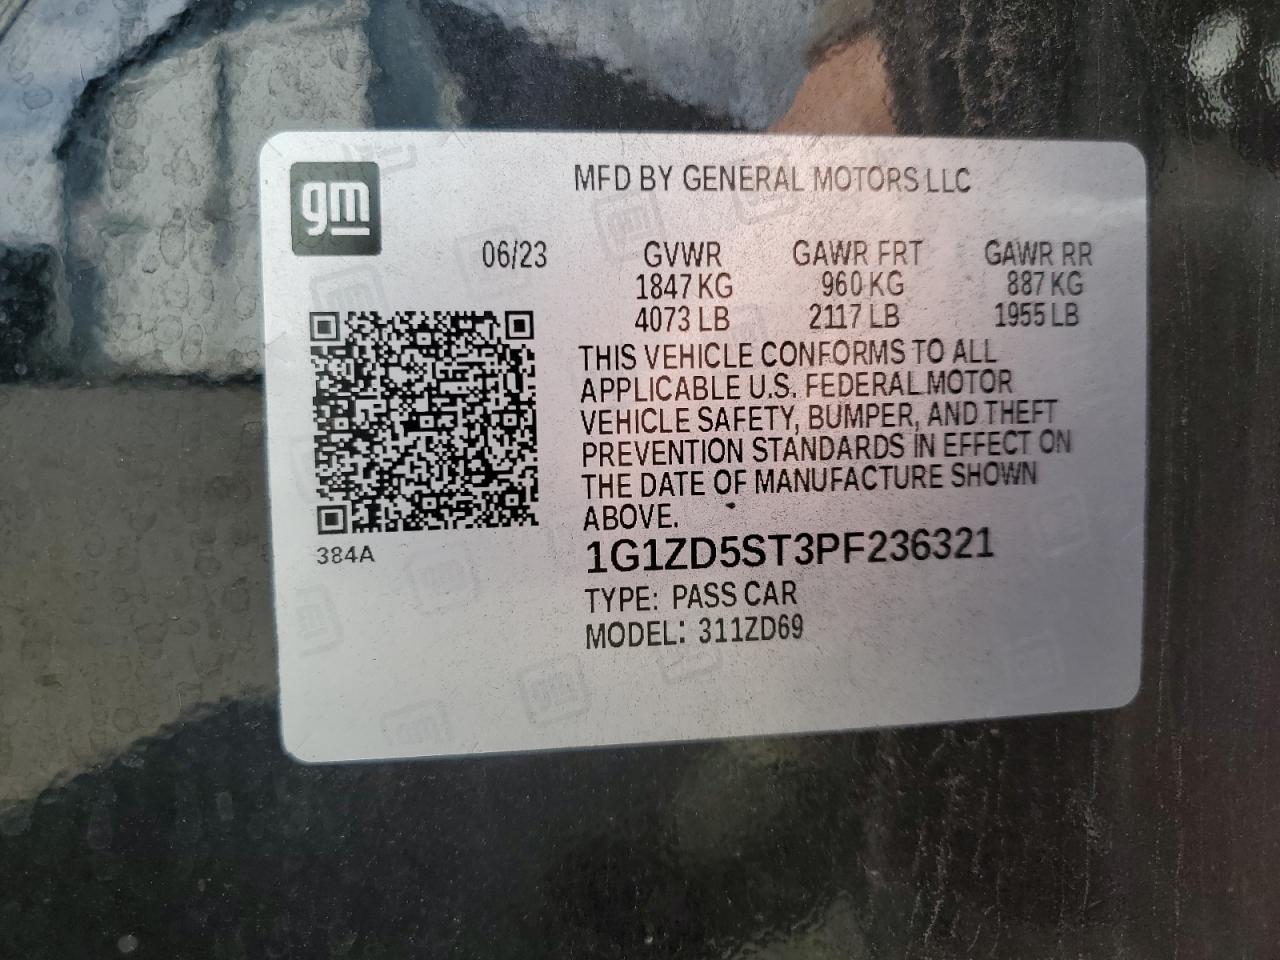 gm
MFD BY GENERAL MOTORS LLC
06/23 GVWR GAWR FRT GAWR RR
1847 KG 960 KG 887 KG
4073 LB 2117 LB 1955 LB
THIS VEHICLE CONFORMS TO ALL
APPLICABLE U.S. FEDERAL MOTOR
VEHICLE SAFETY, BUMPER, AND THEFT
PREVENTION STANDARDS IN EFFECT ON
THE DATE OF MANUFACTURE SHOWN
ABOVE.
384A
1G1ZD5ST3PF236321
TYPE: PASS CAR
MODEL: 311ZD69